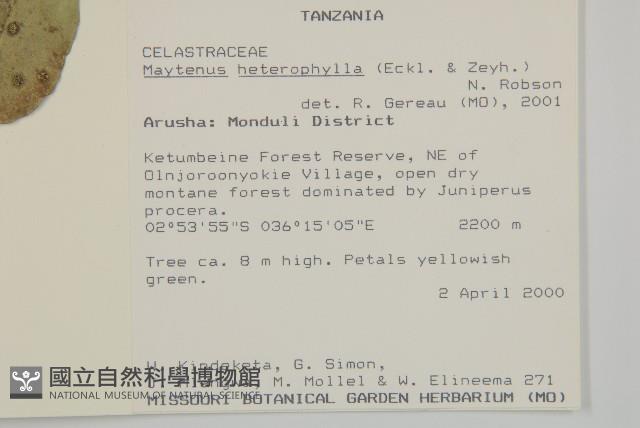 TANZANIA
CELASTRACEAE
Maytenus heterophylla (Eckl. & Zeyh.)
N. Robson
det. R. Gereau (MO), 2001
Arusha: Monduli District
Ketumbeine Forest Reserve, NE of
Olnjoroonyokie Village, open dry
montane forest dominated by Juniperus
procera.
02°53'55"S 036°15'05"E 2200 m
Tree ca. 8 m high. Petals yellowish
green.
2 April 2000
Kindeketa, G. Simon,
M. Mollel & W. Elineema 271
MISSOURI BOTANICAL GARDEN HERBARIUM (MO)
國立自然科學博物館
NATIONAL MUSEUM OF NATURAL SCIENCE